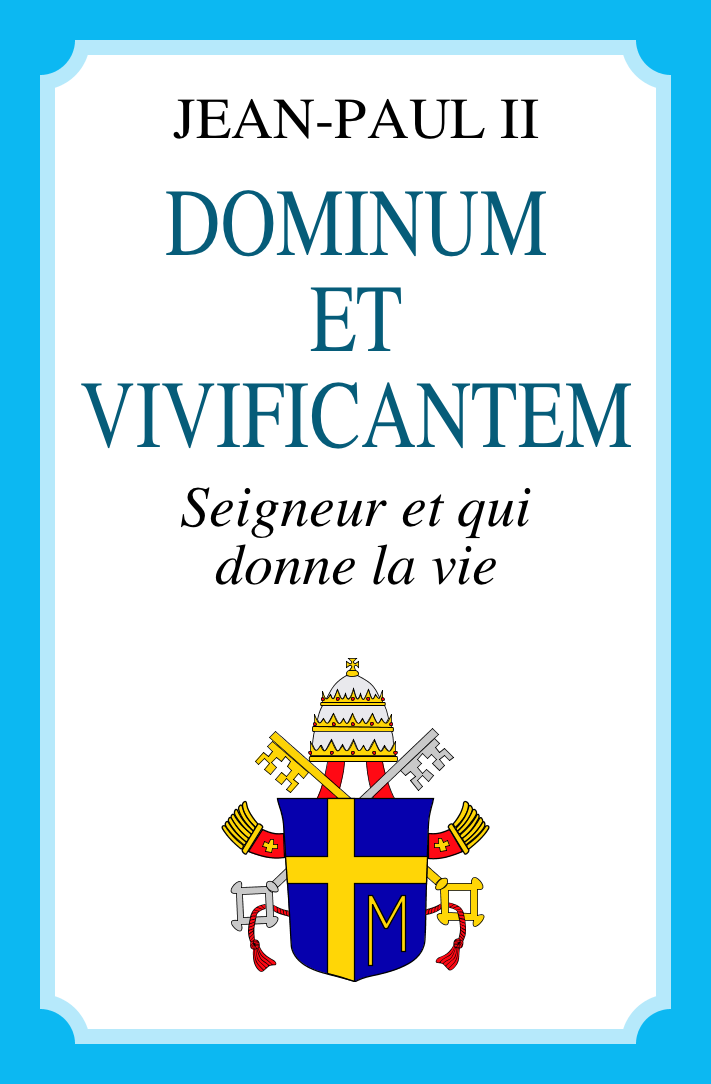 JEAN-PAUL II
DOMINUM
ET
VIVIFICANTEM
Seigneur et qui
donne la vie
M